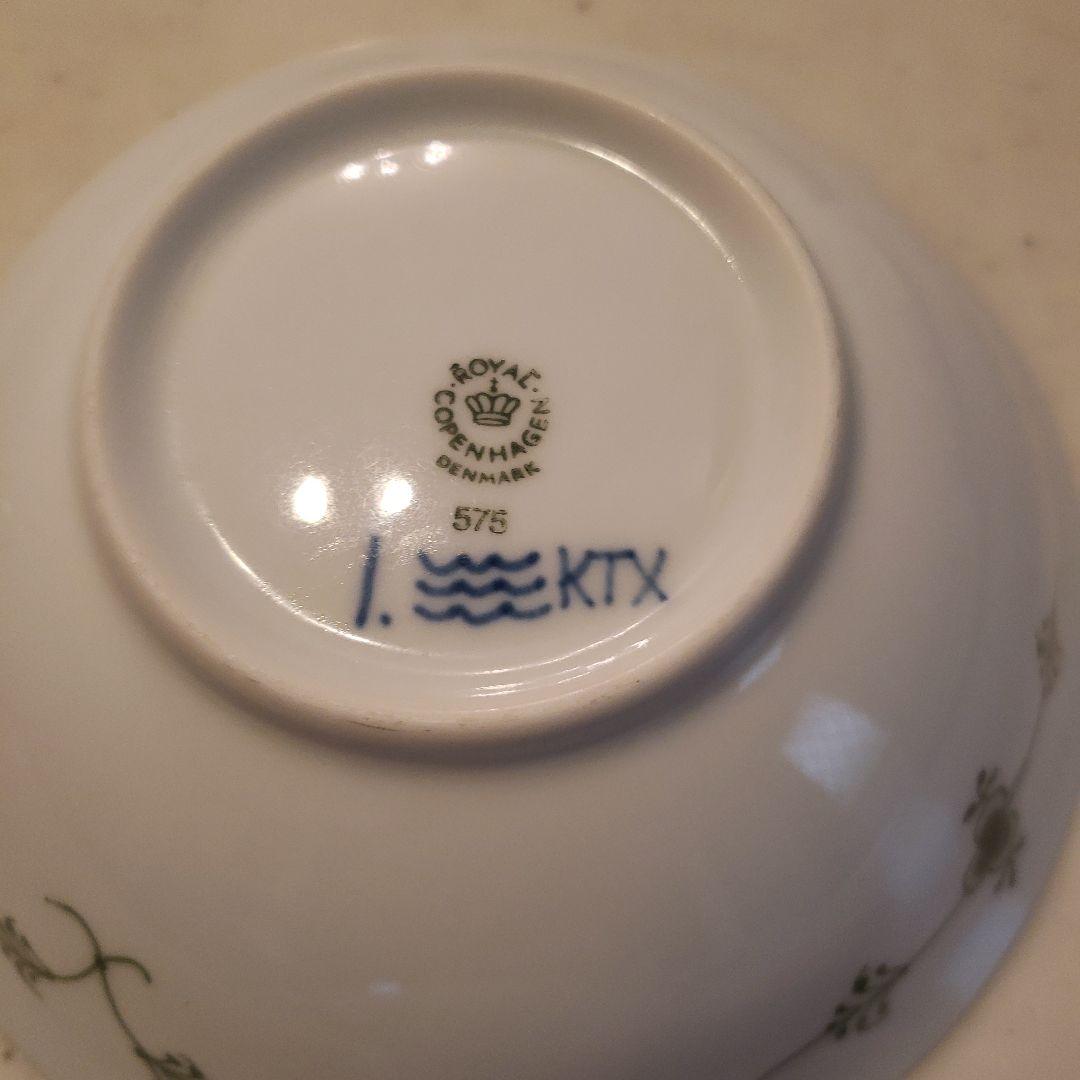 ROYAL
COPENHAGEN
DENMARK
575
1. KTX